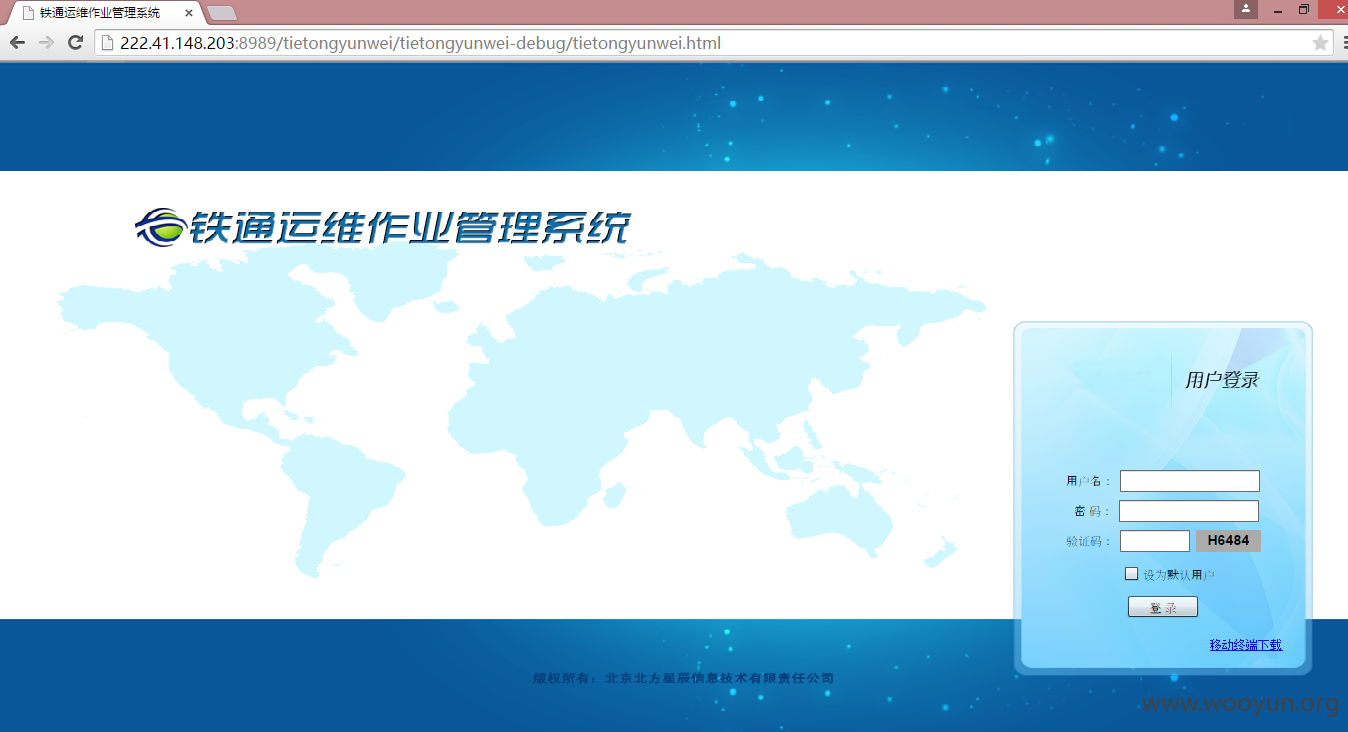 铁通运维作业管理系统
222.41.148.203:8989/tietongyunwei/tietongyunwei-debug/tietongyunwei.html
铁通运维作业管理系统
用户登录
用户名：
密 码：
验证码： H6484
设为默认用户
登 录
移动终端下载
版权所有：北京北方星辰信息技术有限责任公司
www.wooyun.org